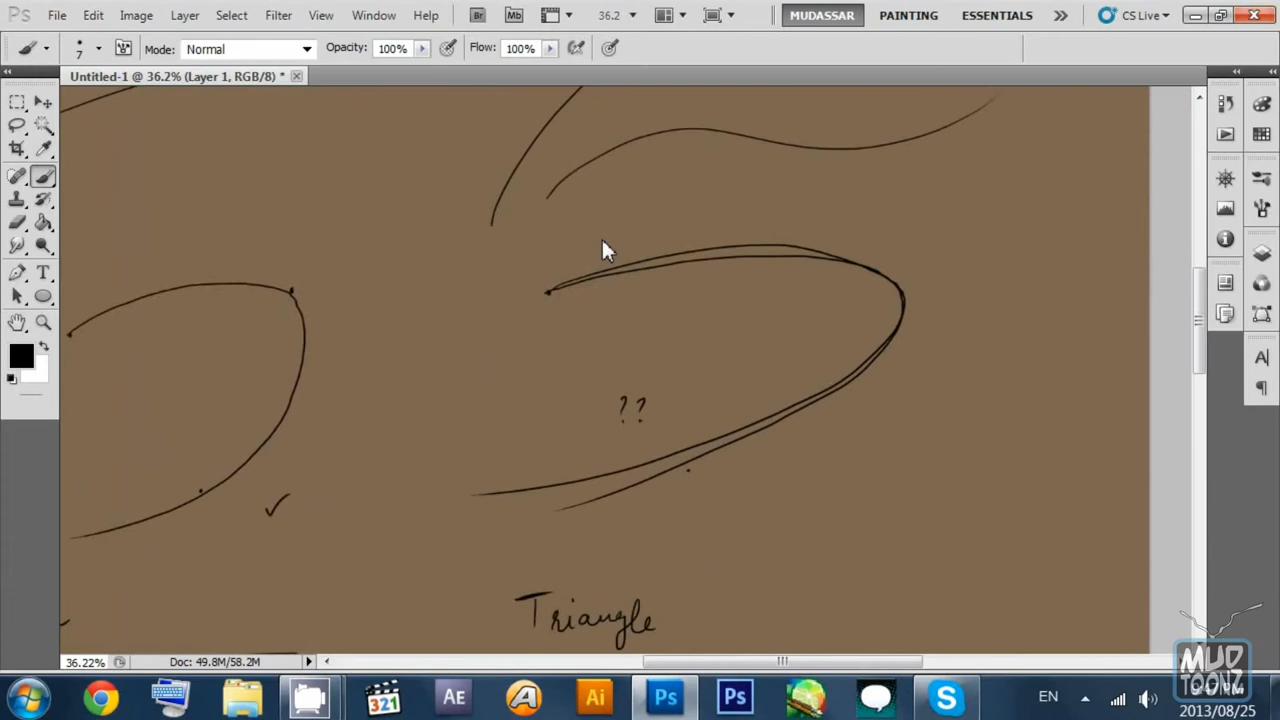 Ps File Edit Image Layer Select Filter View Window Help Br Mb 36.2 MUDASSAR PAINTING ESSENTIALS CS Live
7 Mode: Normal Opacity: 100% Flow: 100%
Untitled-1 @ 36.2% (Layer 1, RGB/8) *
??
Triangle
36.22% Doc: 49.8M/58.2M
MUD
TOONZ
321 AE Ai Ps Ps EN
2013/08/25